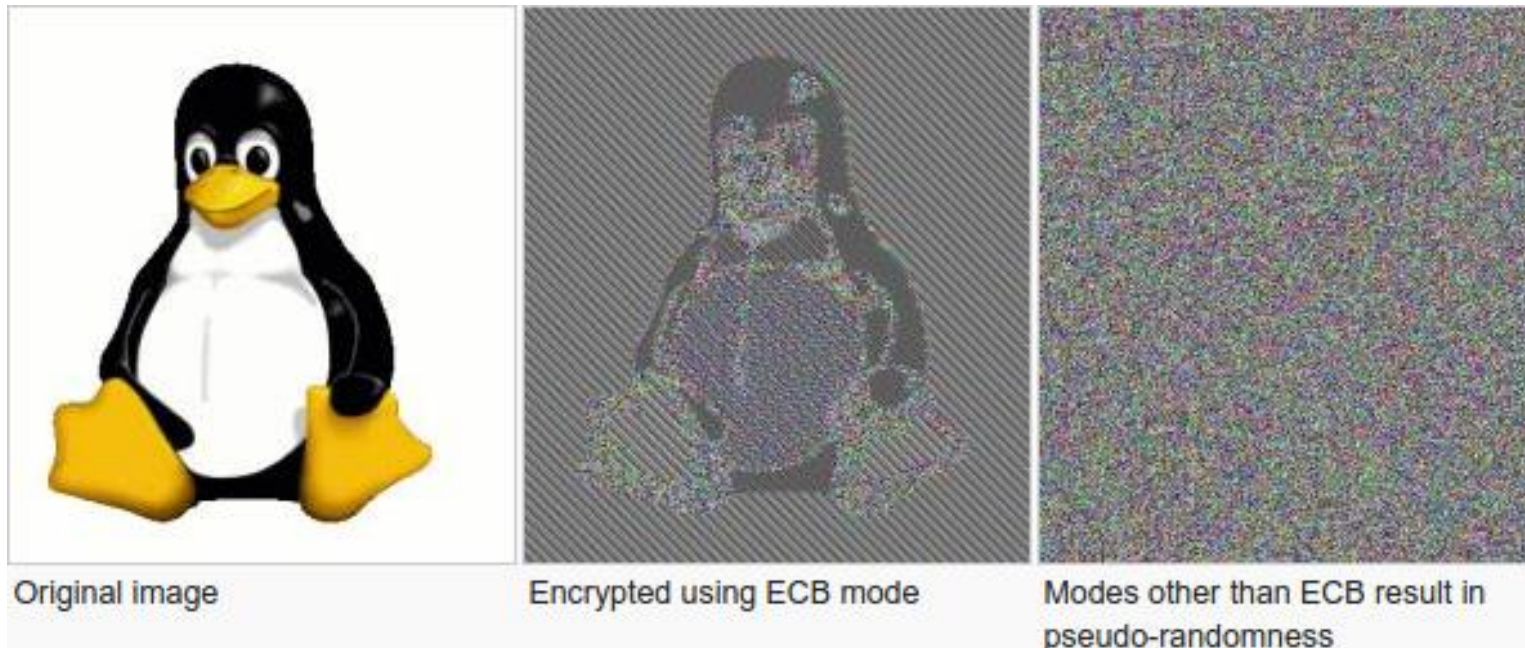 Original image
Encrypted using ECB mode
Modes other than ECB result in
pseudo-randomness